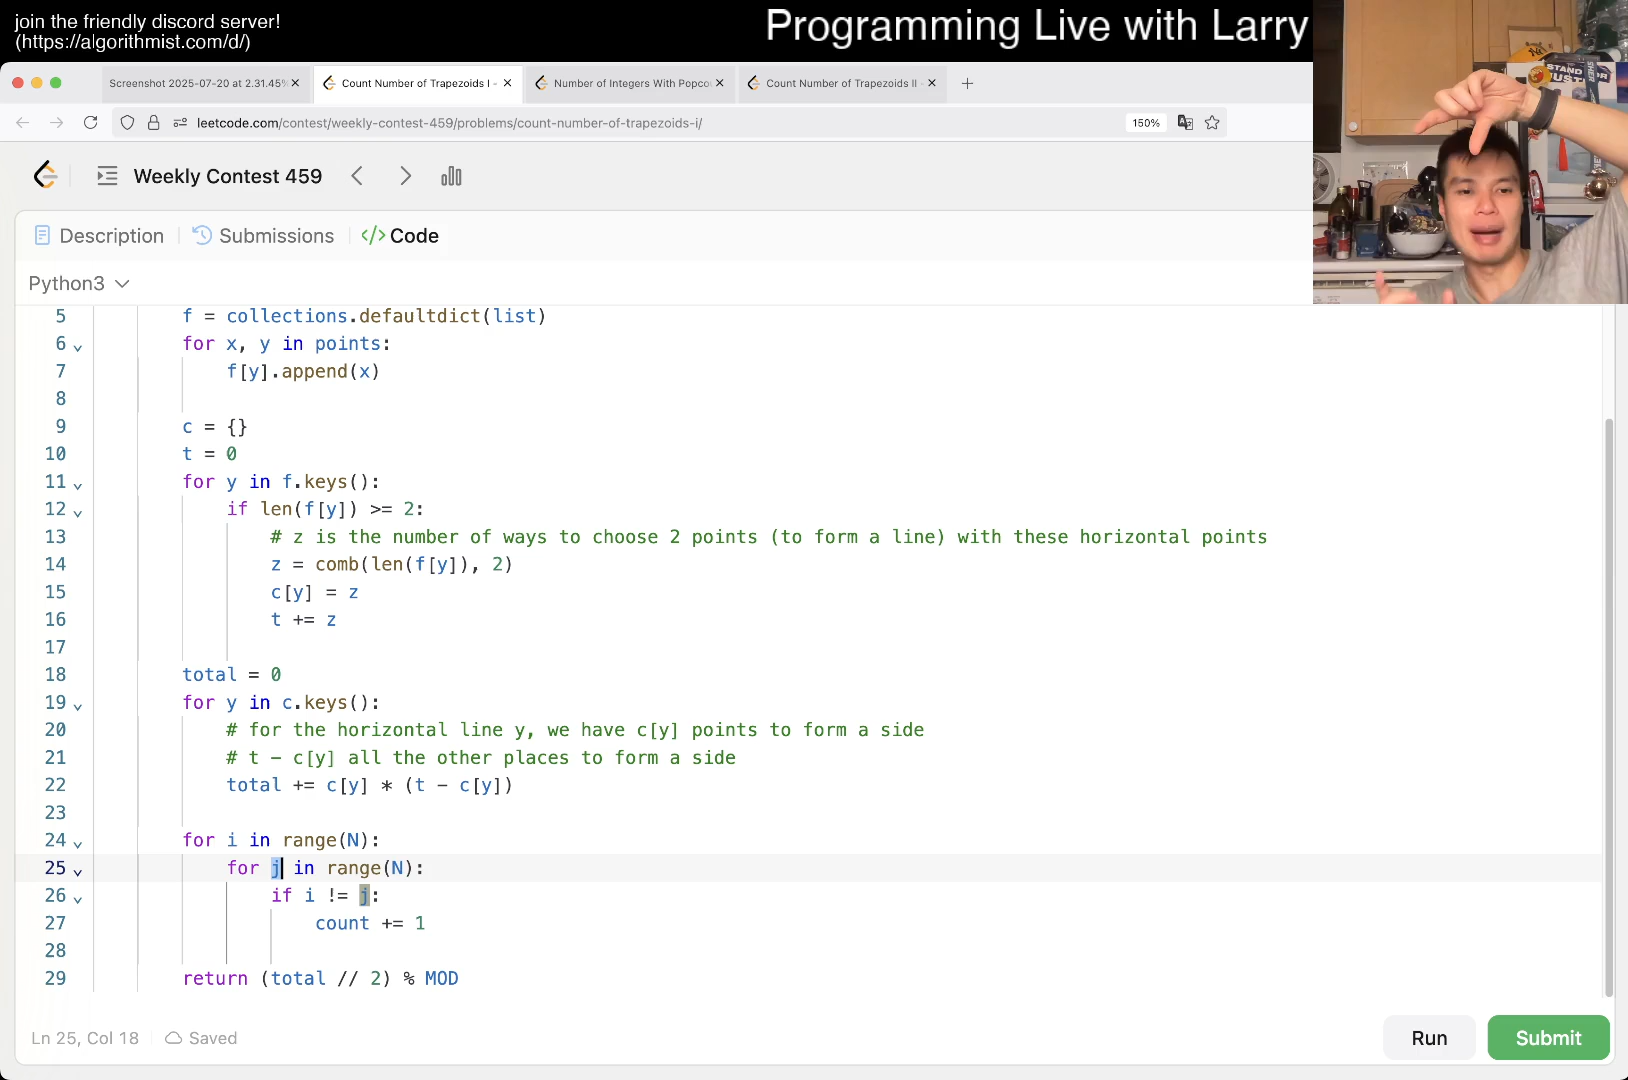 join the friendly discord server!
(https://algorithmist.com/d/)
Programming Live with Larry
Screenshot 2025-07-20 at 2.31.45%
Count Number of Trapezoids I -
Number of Integers With Popco
Count Number of Trapezoids II -
leetcode.com/contest/weekly-contest-459/problems/count-number-of-trapezoids-i/
150%
Weekly Contest 459
Description
Submissions
</> Code
Python3
5 f = collections.defaultdict(list)
6 for x, y in points:
7 f[y].append(x)
8
9 c = {}
10 t = 0
11 for y in f.keys():
12 if len(f[y]) >= 2:
13 # z is the number of ways to choose 2 points (to form a line) with these horizontal points
14 z = comb(len(f[y]), 2)
15 c[y] = z
16 t += z
17
18 total = 0
19 for y in c.keys():
20 # for the horizontal line y, we have c[y] points to form a side
21 # t - c[y] all the other places to form a side
22 total += c[y] * (t - c[y])
23
24 for i in range(N):
25 for j in range(N):
26 if i != j:
27 count += 1
28
29 return (total // 2) % MOD
Ln 25, Col 18
Saved
Run
Submit